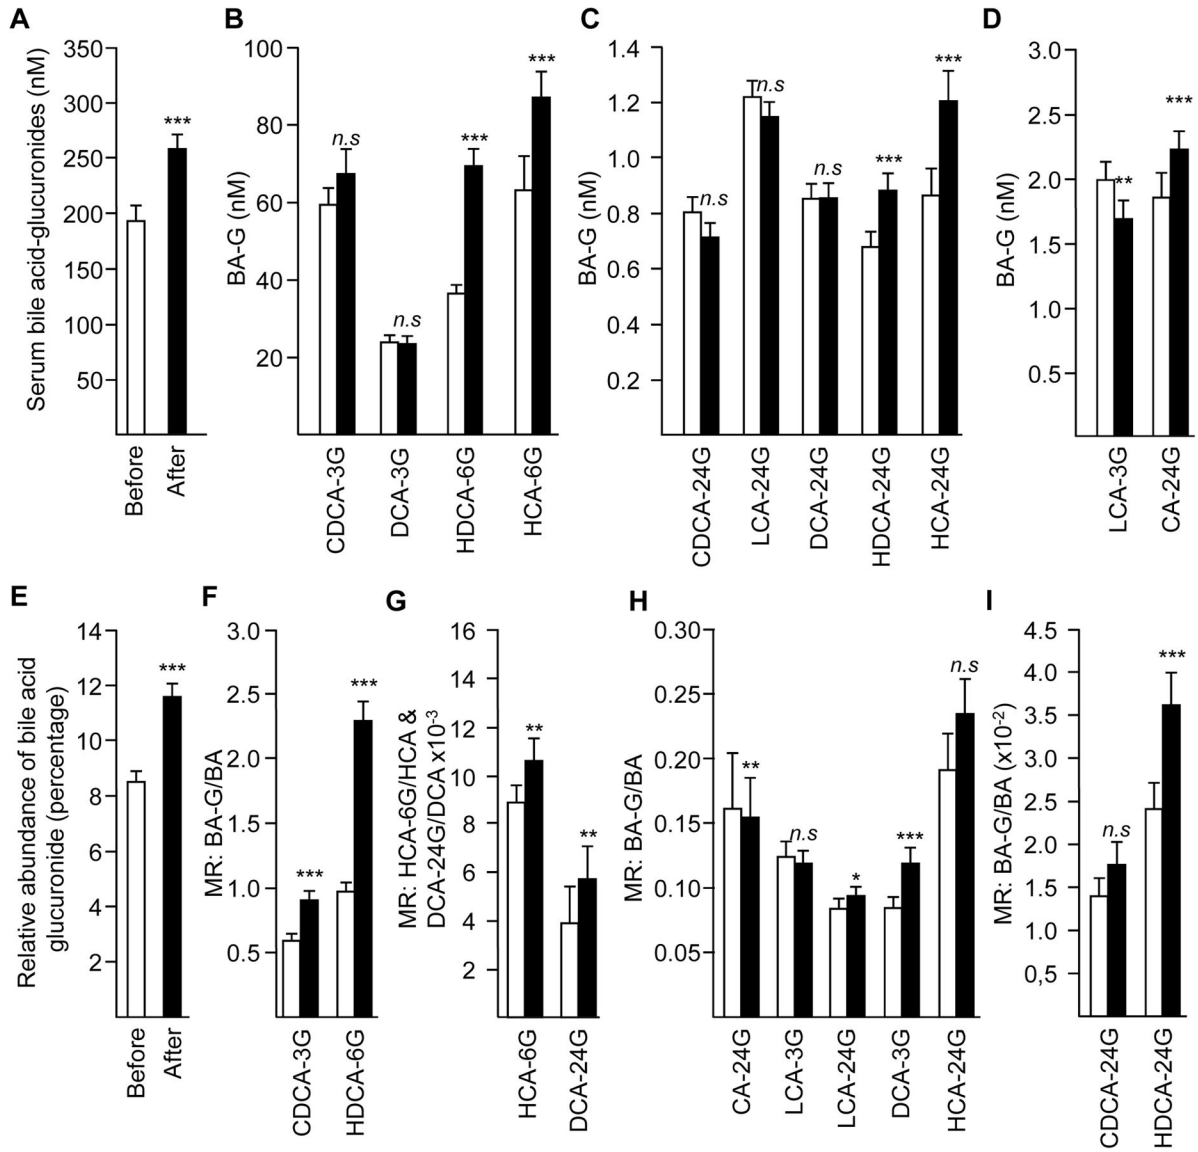 A
Serum bile acid-glucuronides (nM)
350
300
250
200
150
100
50
***
Before
After
B
BA-G (nM)
100
80
60
40
20
n.s
n.s
***
***
CDCA-3G
DCA-3G
HDCA-6G
HCA-6G
C
BA-G (nM)
1.4
1.2
1.0
0.8
0.6
0.4
0.2
n.s
n.s
n.s
***
***
CDCA-24G
LCA-24G
DCA-24G
HDCA-24G
HCA-24G
D
BA-G (nM)
3.0
2.5
2.0
1.5
1.0
0.5
**
***
LCA-3G
CA-24G
E
Relative abundance of bile acid
glucuronide (percentage)
14
12
10
8
6
4
2
***
Before
After
F
MR: BA-G/BA
3.0
2.5
2.0
1.5
1.0
0.5
***
***
CDCA-3G
HDCA-6G
G
MR: HCA-6G/HCA &
DCA-24G/DCA x10-3
16
14
12
10
8
6
4
2
**
**
HCA-6G
DCA-24G
H
MR: BA-G/BA
0.30
0.25
0.20
0.15
0.10
0.05
**
n.s
*
***
n.s
CA-24G
LCA-3G
LCA-24G
DCA-3G
HCA-24G
I
MR: BA-G/BA (x10-2)
4.5
4.0
3.5
3.0
2.5
2.0
1.5
1.0
0,5
n.s
***
CDCA-24G
HDCA-24G